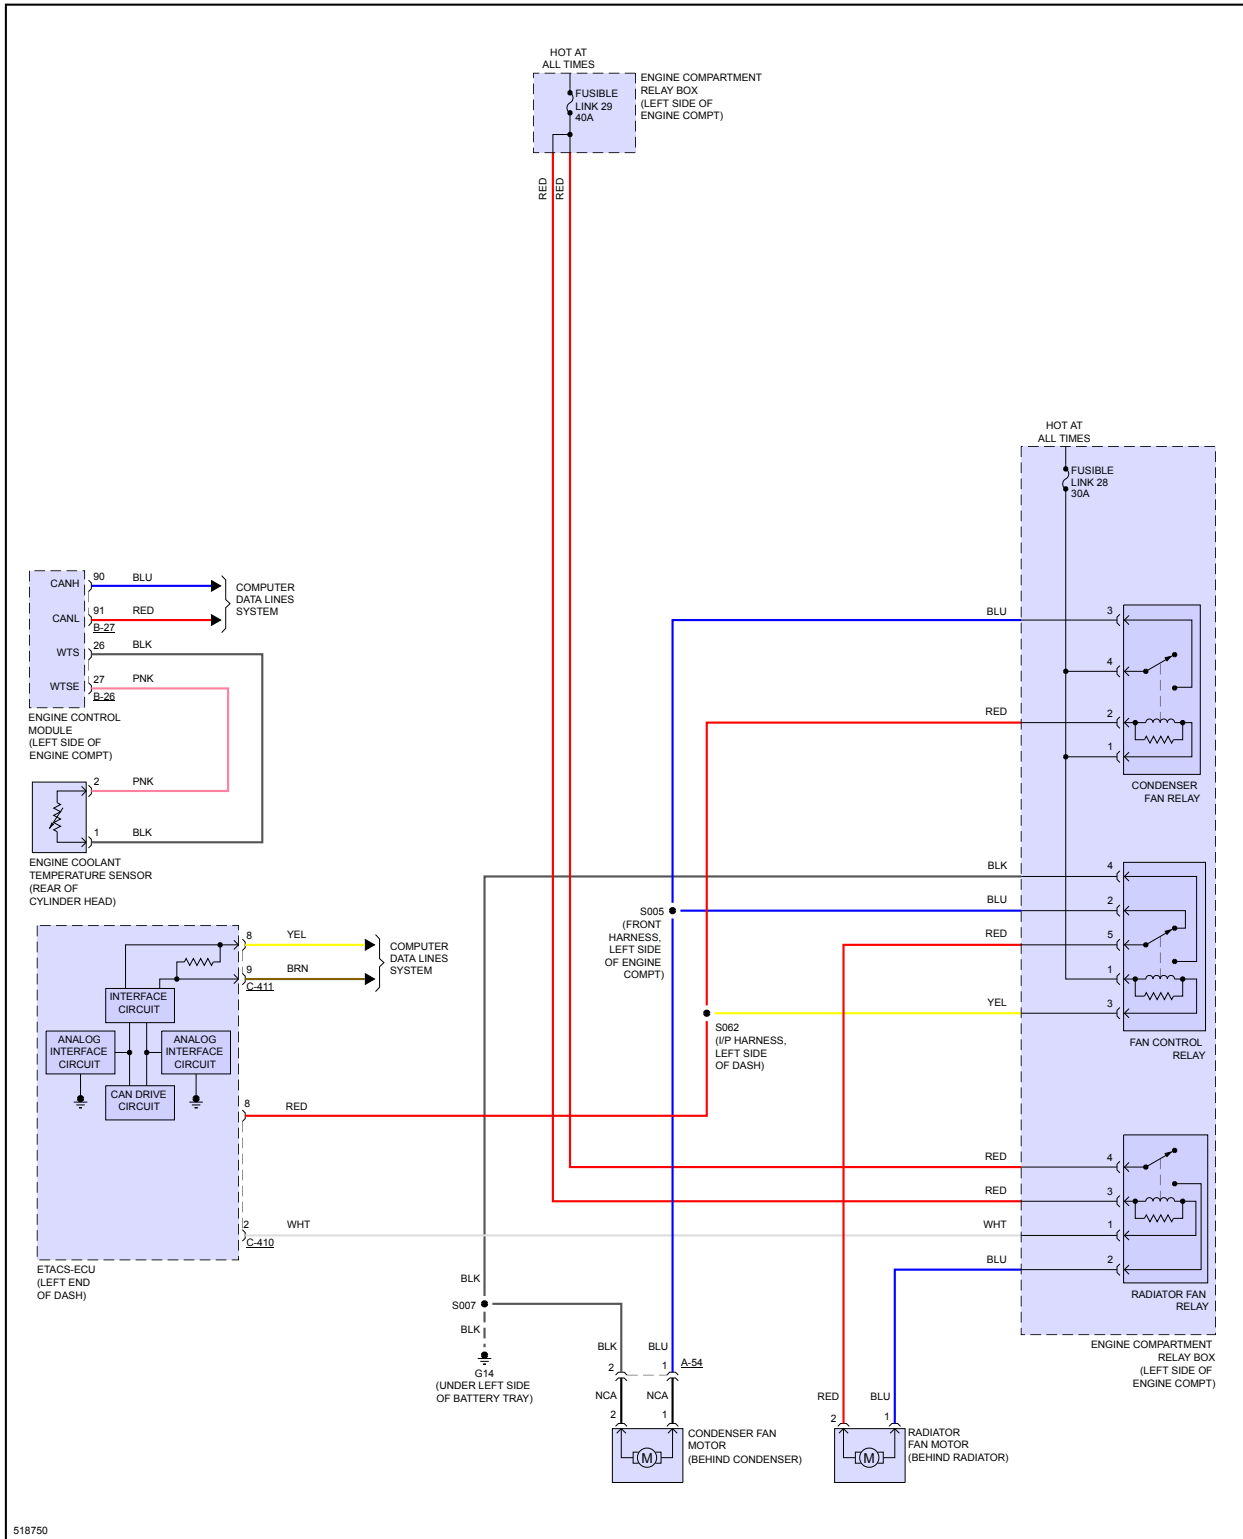 HOT AT
ALL TIMES
FUSIBLE
LINK 29
40A
ENGINE COMPARTMENT
RELAY BOX
(LEFT SIDE OF
ENGINE COMPT)
RED
RED
HOT AT
ALL TIMES
FUSIBLE
LINK 28
30A
CANH
90
BLU
CANL
91
RED
B-27
COMPUTER
DATA LINES
SYSTEM
WTS
26
BLK
WTSE
27
PNK
B-26
ENGINE CONTROL
MODULE
(LEFT SIDE OF
ENGINE COMPT)
2
PNK
1
BLK
ENGINE COOLANT
TEMPERATURE SENSOR
(REAR OF
CYLINDER HEAD)
BLU
3
4
RED
2
1
CONDENSER
FAN RELAY
BLK
4
BLU
2
RED
5
1
YEL
3
FAN CONTROL
RELAY
S005
(FRONT
HARNESS,
LEFT SIDE
OF ENGINE
COMPT)
S062
(I/P HARNESS,
LEFT SIDE
OF DASH)
8
YEL
9
BRN
C-411
COMPUTER
DATA LINES
SYSTEM
INTERFACE
CIRCUIT
ANALOG
INTERFACE
CIRCUIT
ANALOG
INTERFACE
CIRCUIT
CAN DRIVE
CIRCUIT
8
RED
2
WHT
C-410
ETACS-ECU
(LEFT END
OF DASH)
RED
4
RED
3
WHT
1
BLU
2
RADIATOR FAN
RELAY
ENGINE COMPARTMENT
RELAY BOX
(LEFT SIDE OF
ENGINE COMPT)
BLK
S007
BLK
G14
(UNDER LEFT SIDE
OF BATTERY TRAY)
BLK
BLU
2
1
A-54
NCA
NCA
2
1
M
CONDENSER FAN
MOTOR
(BEHIND CONDENSER)
RED
BLU
2
1
M
RADIATOR
FAN MOTOR
(BEHIND RADIATOR)
518750